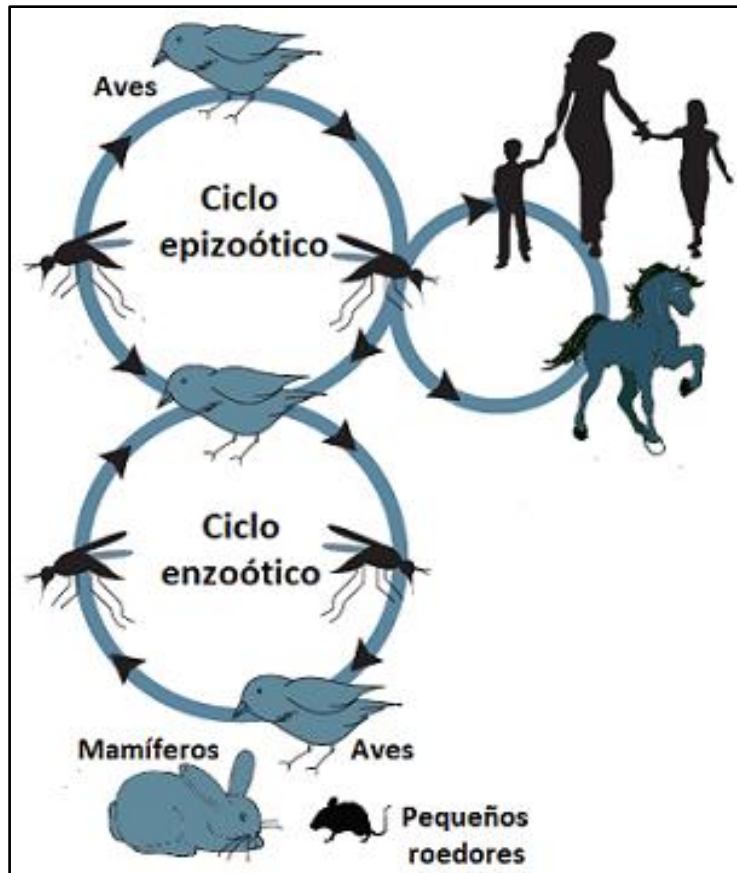 Aves
Ciclo
epizoótico
Ciclo
enzoótico
Mamíferos
Aves
Pequeños
roedores